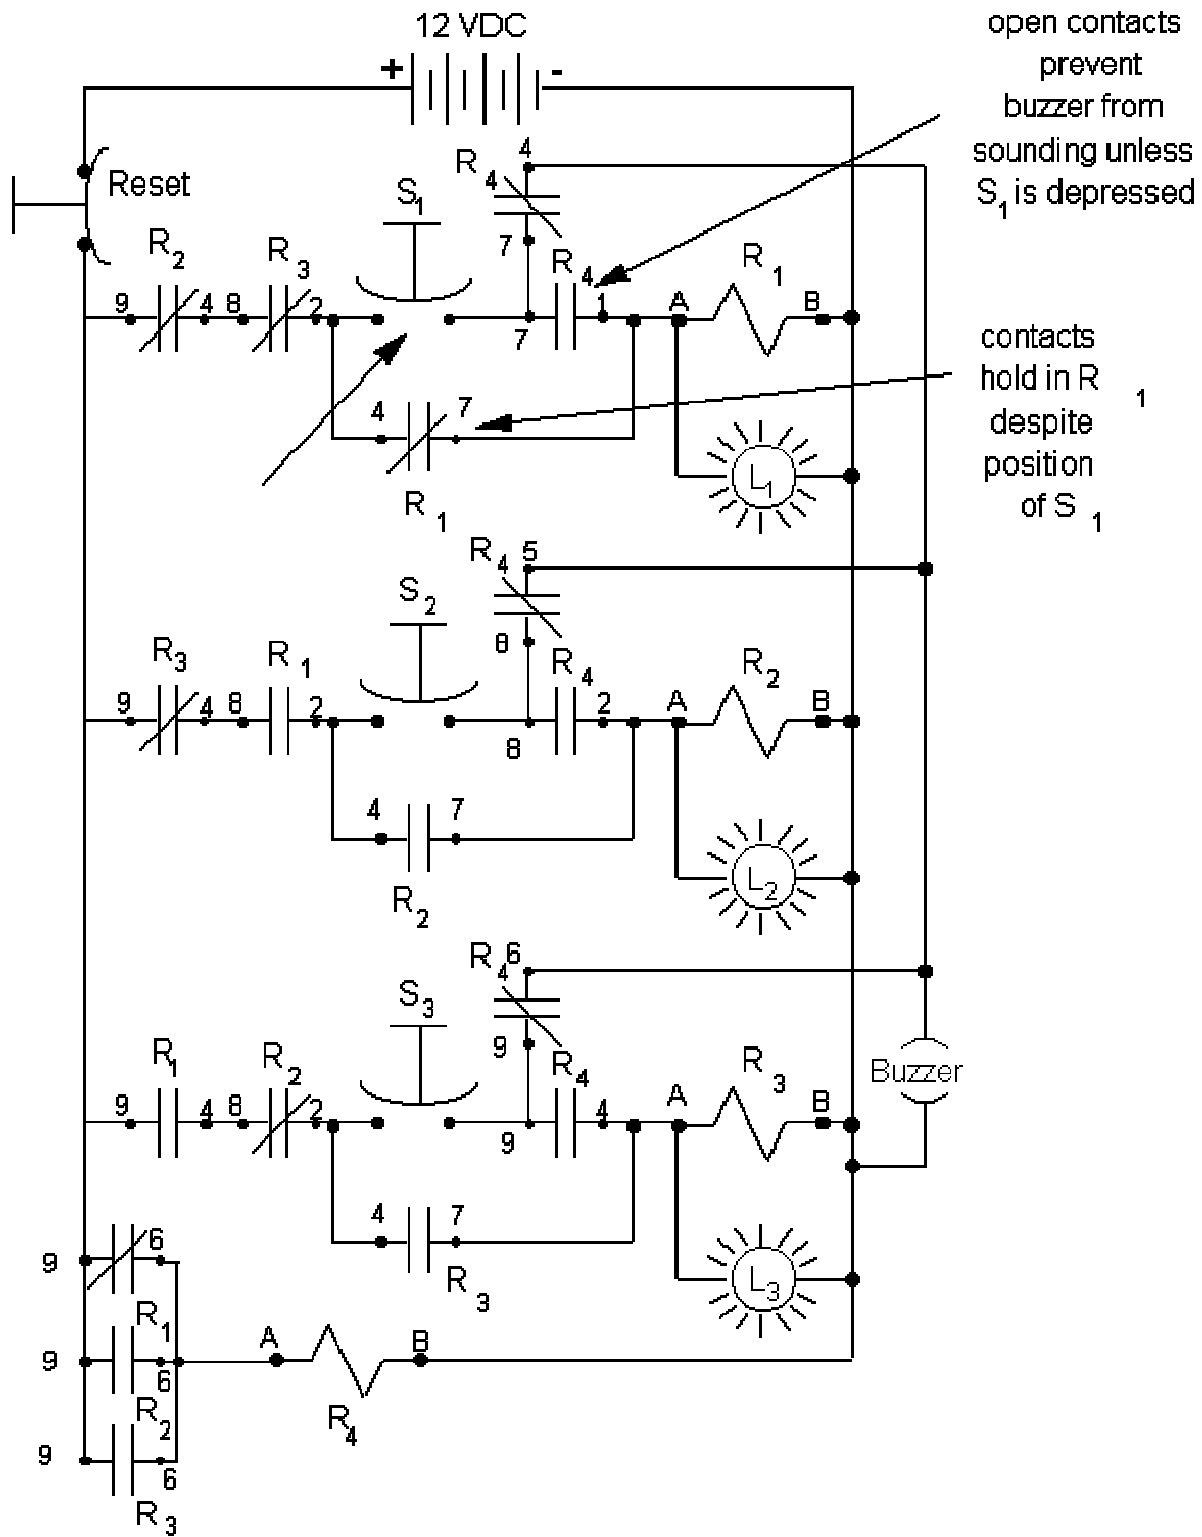 12 VDC
+ -
open contacts
prevent
buzzer from
sounding unless
S1 is depressed
Reset
R4 4
7
S1
R2
R3
R4
R1
9 4 8 2 7 1 A B
contacts
hold in R1
despite
position
of S1
4 7
R1
L1
R4 5
8
S2
R3
R1
R4
R2
9 4 8 2 8 2 A B
4 7
R2
L2
R4 6
9
S3
R1
R2
R4
R3
Buzzer
9 4 8 2 9 4 A B
4 7
R3
L3
9 6
R1
9 6
R2
9 6
R3
A B
R4